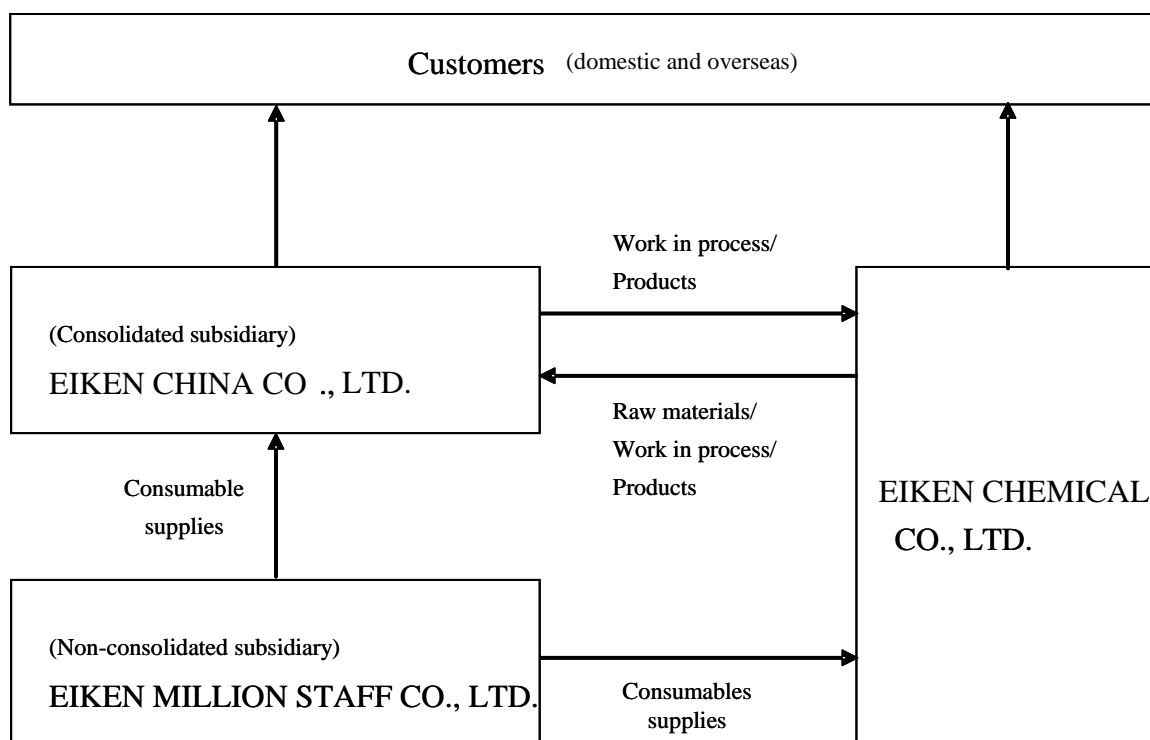 Customers (domestic and overseas)
Work in process/
Products
(Consolidated subsidiary)
EIKEN CHINA CO ., LTD.
Raw materials/
Work in process/
Products
Consumable
supplies
EIKEN CHEMICAL
CO., LTD.
(Non-consolidated subsidiary)
EIKEN MILLION STAFF CO., LTD.
Consumables
supplies